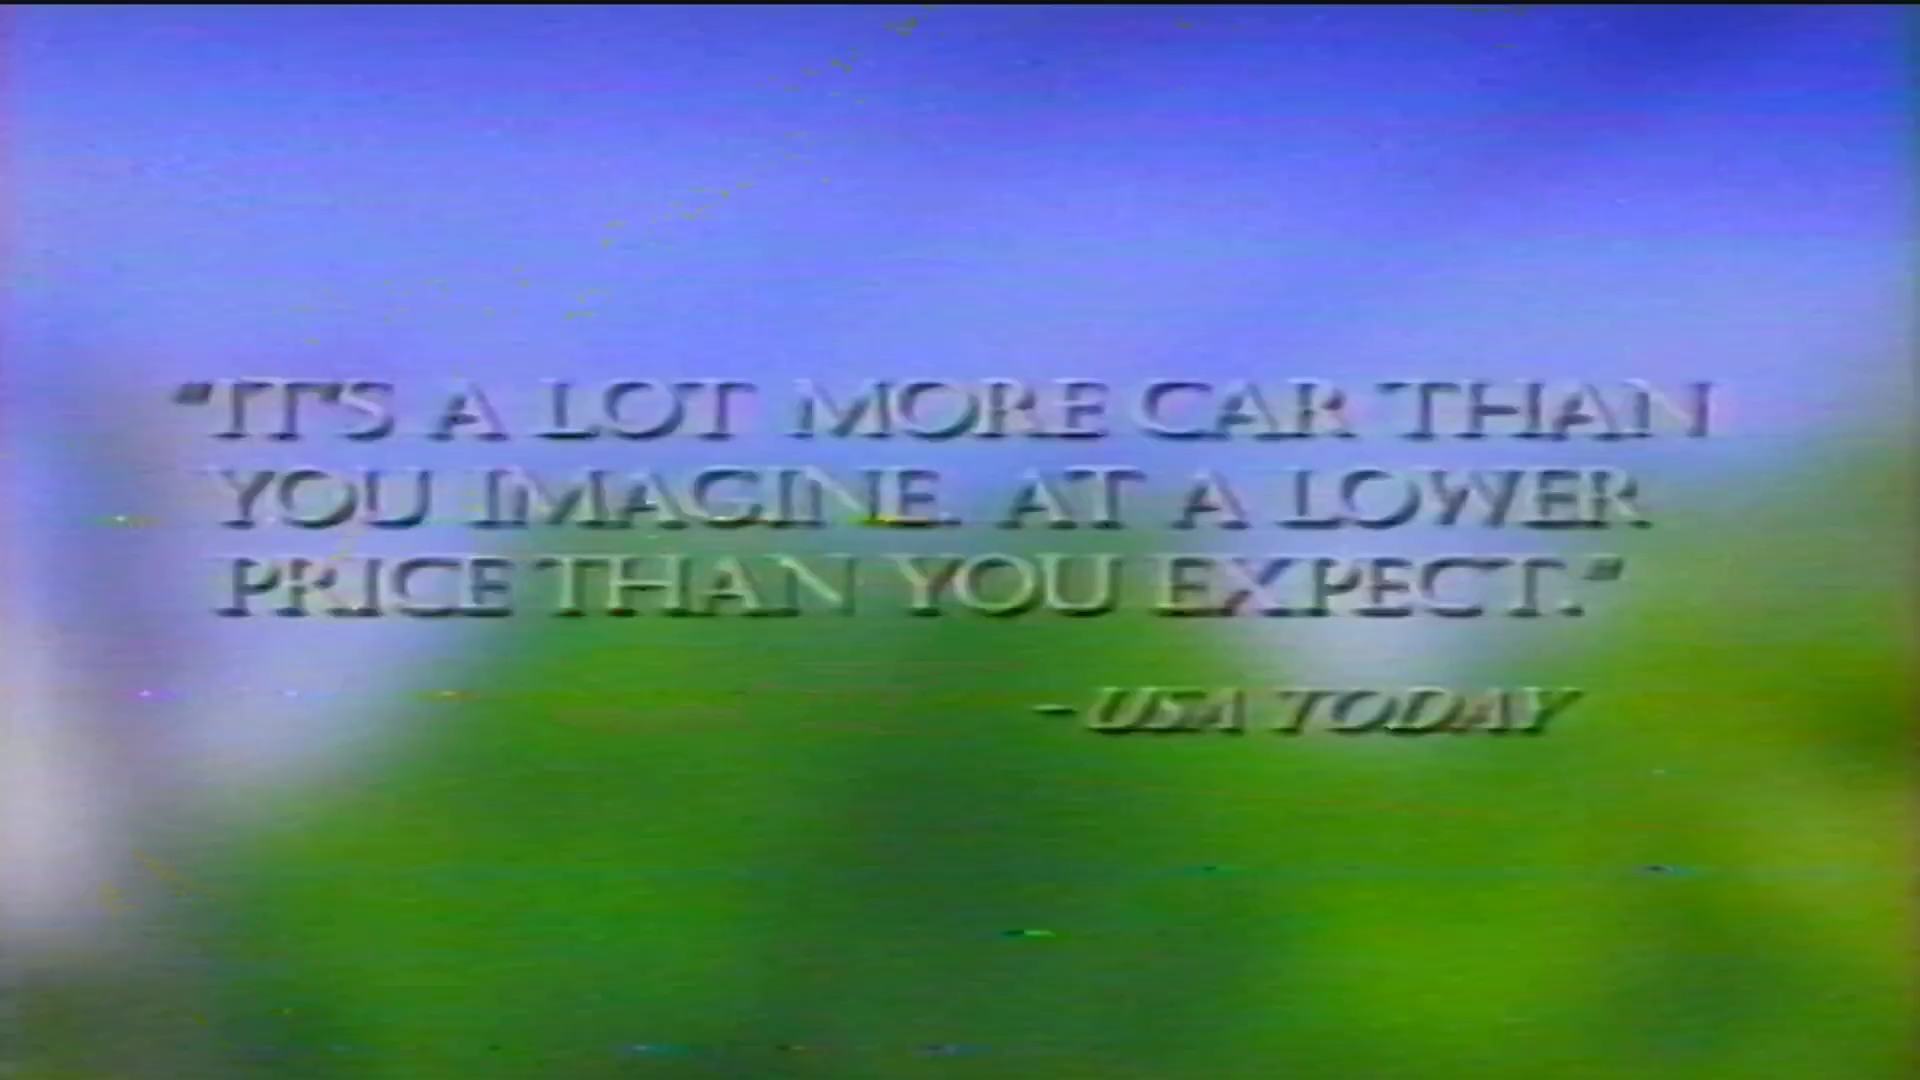 "IT'S A LOT MORE CAR THAN
YOU IMAGINE. AT A LOWER
PRICE THAN YOU EXPECT."
-USA TODAY